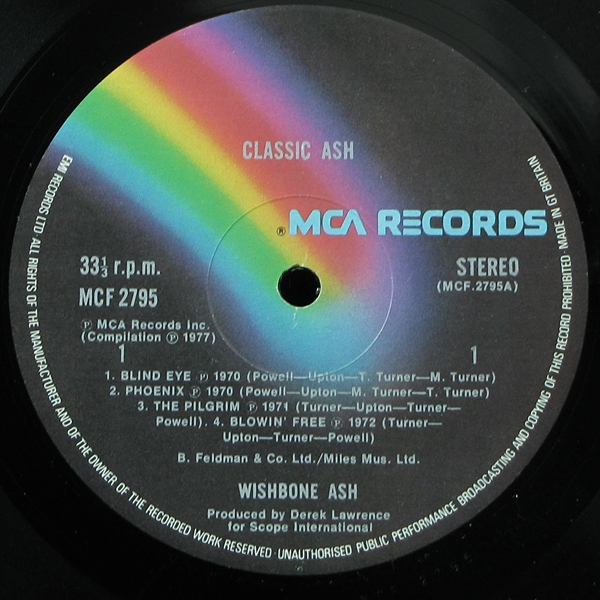 CLASSIC ASH
® MCA RECORDS
33⅓ r.p.m.
STEREO
MCF 2795
(MCF.2795A)
℗ MCA Records Inc.
(Compilation ℗ 1977)
1
1
1. BLIND EYE ℗ 1970 (Powell—Upton—T. Turner—M. Turner)
2. PHOENIX ℗ 1970 (Powell—Upton—M. Turner—T. Turner)
3. THE PILGRIM ℗ 1971 (Turner—Upton—Turner—
Powell). 4. BLOWIN' FREE ℗ 1972 (Turner—
Upton—Turner—Powell)
B. Feldman & Co. Ltd./Miles Mus. Ltd.
WISHBONE ASH
Produced by Derek Lawrence
for Scope International
EMI RECORDS LTD. ALL RIGHTS OF THE MANUFACTURER AND OF THE OWNER OF THE RECORDED WORK RESERVED · UNAUTHORISED PUBLIC PERFORMANCE BROADCASTING AND COPYING OF THIS RECORD PROHIBITED · MADE IN GT BRITAIN